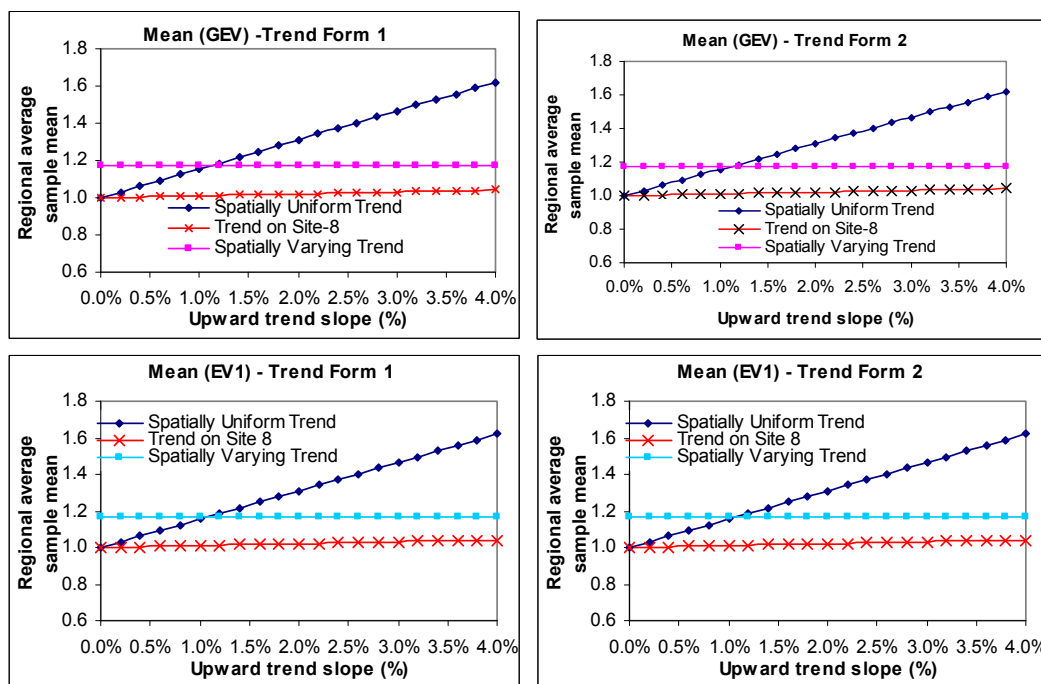 Mean (GEV) -Trend Form 1
Regional average
sample mean
1.8
1.6
1.4
1.2
1.0
0.8
0.6
Spatially Uniform Trend
Trend on Site-8
Spatially Varying Trend
0.0% 0.5% 1.0% 1.5% 2.0% 2.5% 3.0% 3.5% 4.0%
Upward trend slope (%)
Mean (GEV) - Trend Form 2
Regional average
sample mean
1.8
1.6
1.4
1.2
1.0
0.8
0.6
Spatially Uniform Trend
Trend on Site-8
Spatially Varying Trend
0.0% 0.5% 1.0% 1.5% 2.0% 2.5% 3.0% 3.5% 4.0%
Upward trend slope (%)
Mean (EV1) - Trend Form 1
Regional average
sample mean
1.8
1.6
1.4
1.2
1.0
0.8
0.6
Spatially Uniform Trend
Trend on Site 8
Spatially Varying Trend
0.0% 0.5% 1.0% 1.5% 2.0% 2.5% 3.0% 3.5% 4.0%
Upward trend slope (%)
Mean (EV1) - Trend Form 2
Regional average
sample mean
1.8
1.6
1.4
1.2
1.0
0.8
0.6
Spatially Uniform Trend
Trend on Site 8
Spatially Varying Trend
0.0% 0.5% 1.0% 1.5% 2.0% 2.5% 3.0% 3.5% 4.0%
Upward trend slope (%)